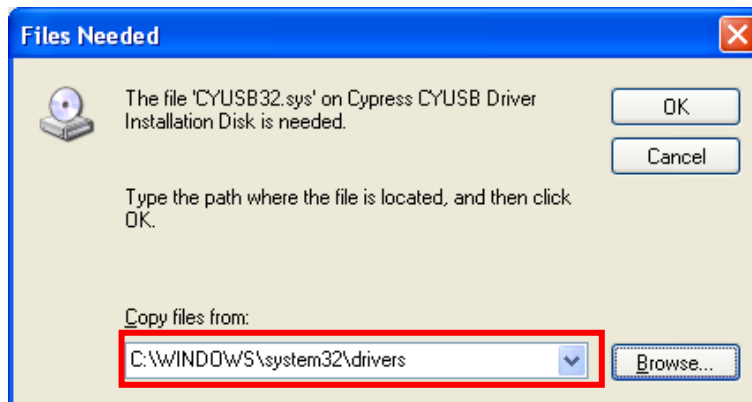 Files Needed
The file 'CYUSB32.sys' on Cypress CYUSB Driver
Installation Disk is needed.
OK
Cancel
Type the path where the file is located, and then click
OK.
Copy files from:
C:\WINDOWS\system32\drivers
Browse...